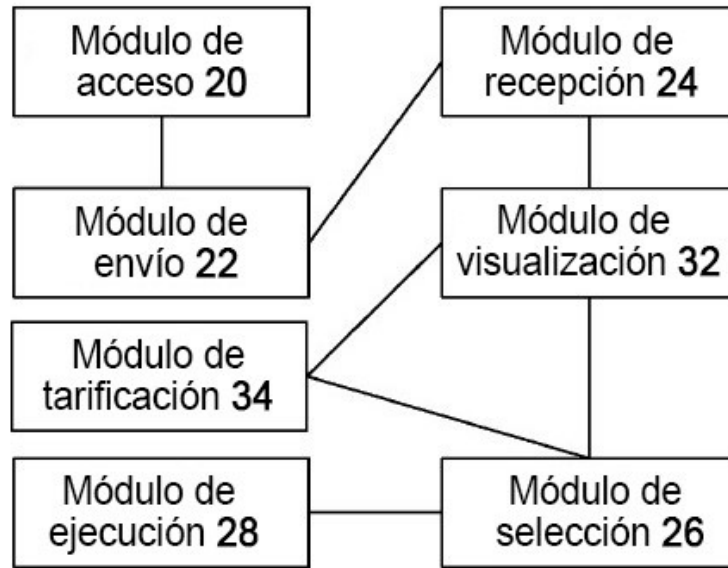 Módulo de
acceso 20
Módulo de
recepción 24
Módulo de
envío 22
Módulo de
visualización 32
Módulo de
tarificación 34
Módulo de
ejecución 28
Módulo de
selección 26